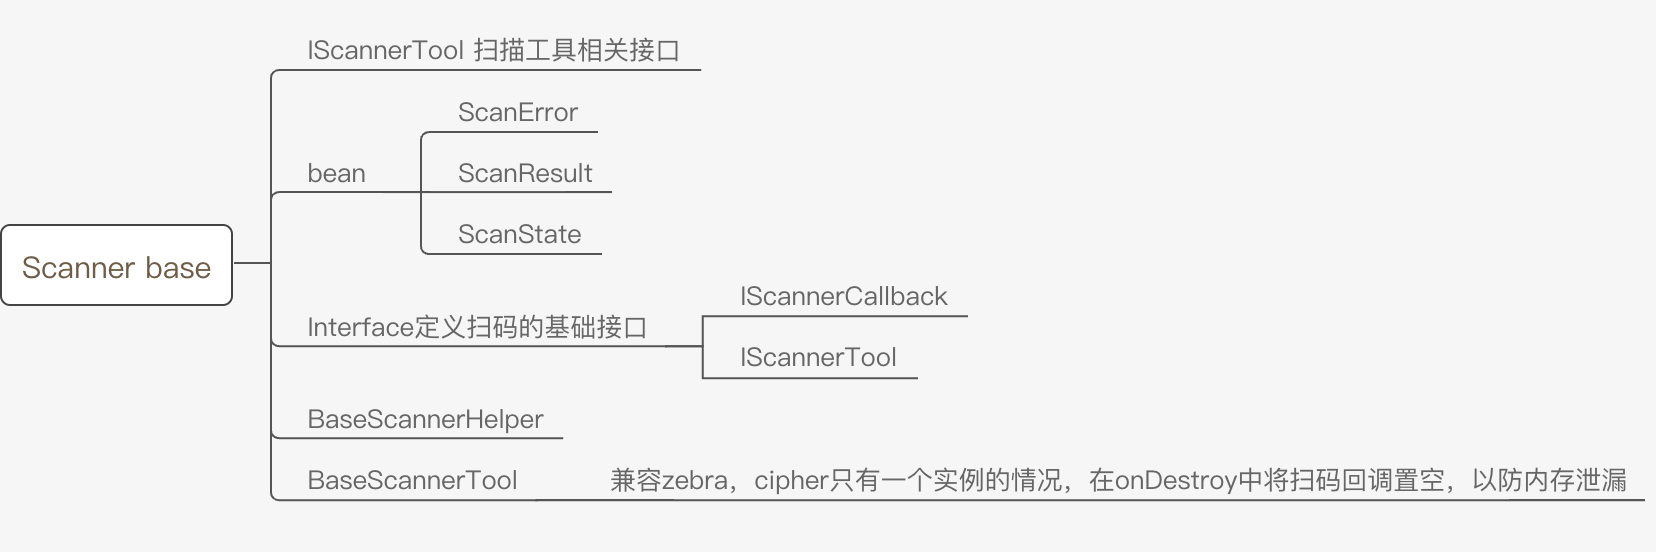 IScannerTool 扫描工具相关接口
ScanError
bean
ScanResult
ScanState
Scanner base
IScannerCallback
Interface定义扫码的基础接口
IScannerTool
BaseScannerHelper
BaseScannerTool
兼容zebra，cipher只有一个实例的情况，在onDestroy中将扫码回调置空，以防内存泄漏